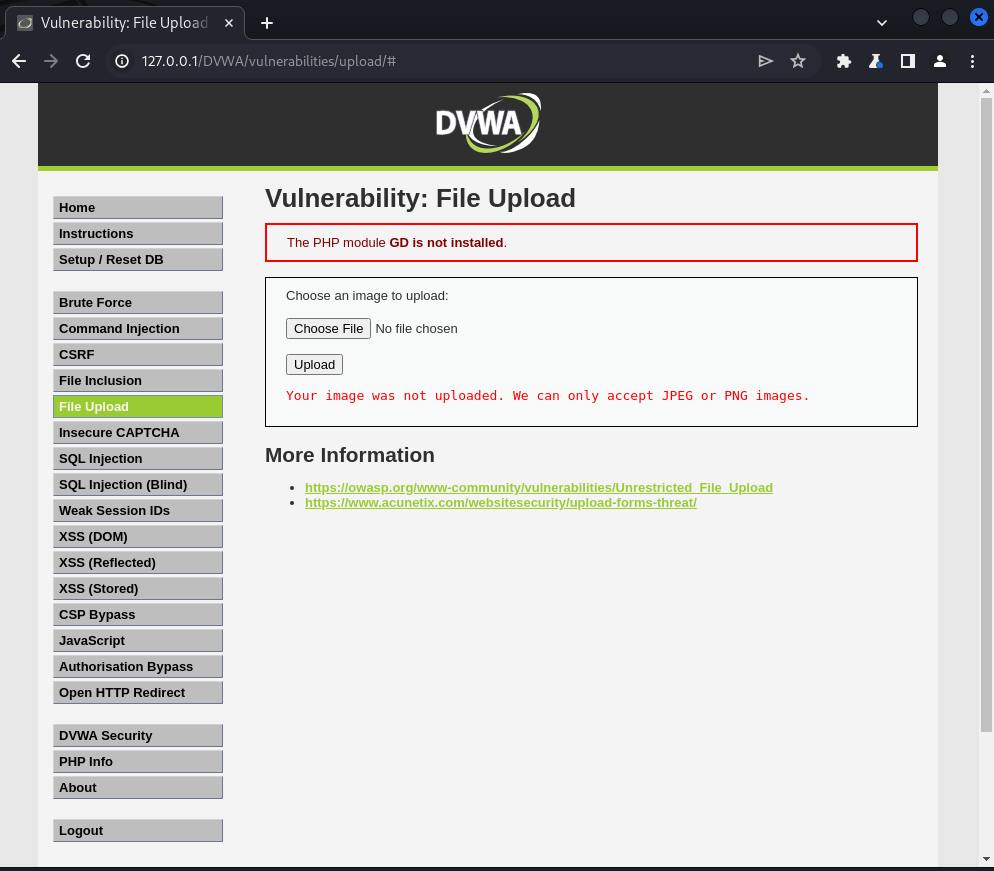 Vulnerability: File Upload
127.0.0.1/DVWA/vulnerabilities/upload/#
DVWA
Home
Instructions
Setup / Reset DB
Brute Force
Command Injection
CSRF
File Inclusion
File Upload
Insecure CAPTCHA
SQL Injection
SQL Injection (Blind)
Weak Session IDs
XSS (DOM)
XSS (Reflected)
XSS (Stored)
CSP Bypass
JavaScript
Authorisation Bypass
Open HTTP Redirect
DVWA Security
PHP Info
About
Logout
Vulnerability: File Upload
The PHP module GD is not installed.
Choose an image to upload:
Choose File No file chosen
Upload
Your image was not uploaded. We can only accept JPEG or PNG images.
More Information
https://owasp.org/www-community/vulnerabilities/Unrestricted_File_Upload
https://www.acunetix.com/websitesecurity/upload-forms-threat/